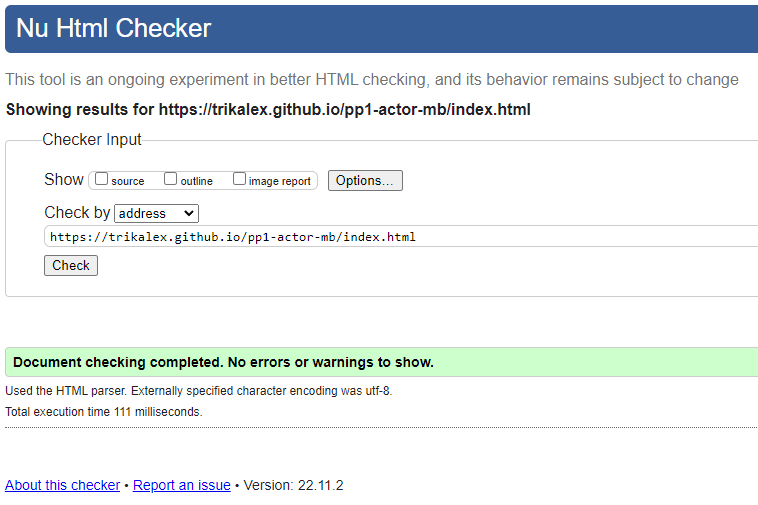 Nu Html Checker
This tool is an ongoing experiment in better HTML checking, and its behavior remains subject to change
Showing results for https://trikalex.github.io/pp1-actor-mb/index.html
Checker Input
Show source outline image report Options...
Check by address
https://trikalex.github.io/pp1-actor-mb/index.html
Check
Document checking completed. No errors or warnings to show.
Used the HTML parser. Externally specified character encoding was utf-8.
Total execution time 111 milliseconds.
About this checker • Report an issue • Version: 22.11.2